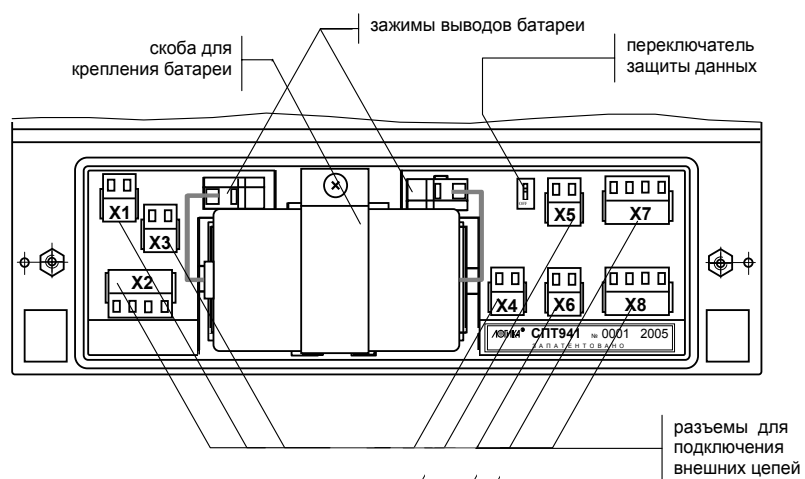 зажимы выводов батареи
скоба для
крепления батареи
переключатель
защиты данных
X1
X3
X2
X5
X7
X4
X6
X8
ЛОГИКА® СПТ941 № 0001 2005
ЗАПАТЕНТОВАНО
разъемы для
подключения
внешних цепей